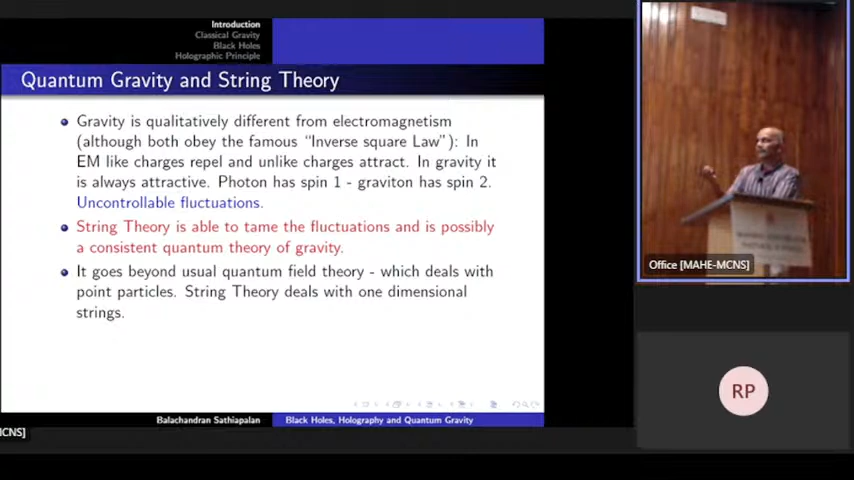 Introduction
Classical Gravity
Black Holes
Holographic Principle
Quantum Gravity and String Theory
Gravity is qualitatively different from electromagnetism
(although both obey the famous “Inverse square Law”): In
EM like charges repel and unlike charges attract. In gravity it
is always attractive. Photon has spin 1 - graviton has spin 2.
Uncontrollable fluctuations.
String Theory is able to tame the fluctuations and is possibly
a consistent quantum theory of gravity.
It goes beyond usual quantum field theory - which deals with
point particles. String Theory deals with one dimensional
strings.
Balachandran Sathiapalan
Black Holes, Holography and Quantum Gravity
MCNS]
Office [MAHE-MCNS]
RP